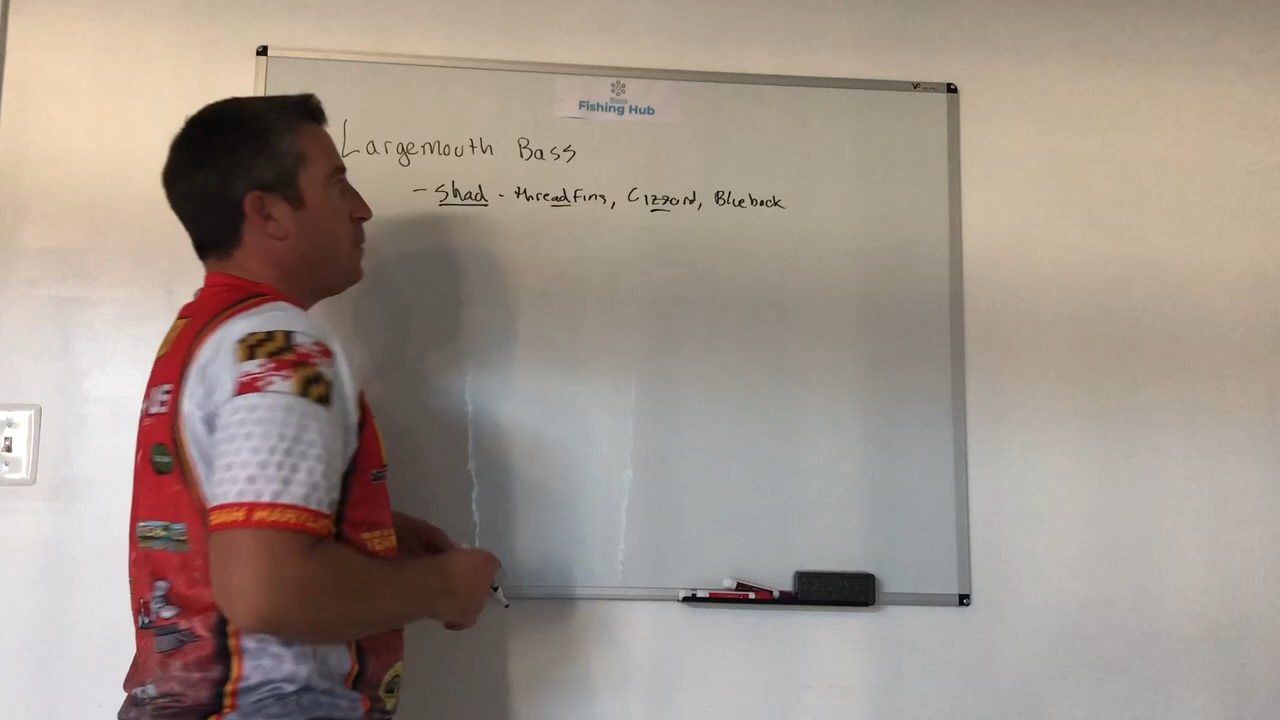 Bass
Fishing Hub
Largemouth Bass
- Shad - threadfins, Gizzard, Blueback